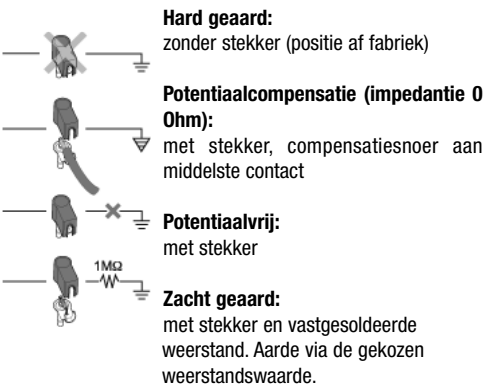 Hard geaard:
zonder stekker (positie af fabriek)
Potentiaalcompensatie (impedantie 0
Ohm):
met stekker, compensatiesnoer aan
middelste contact
Potentiaalvrij:
met stekker
1MΩ
Zacht geaard:
met stekker en vastgesoldeerde
weerstand. Aarde via de gekozen
weerstandswaarde.